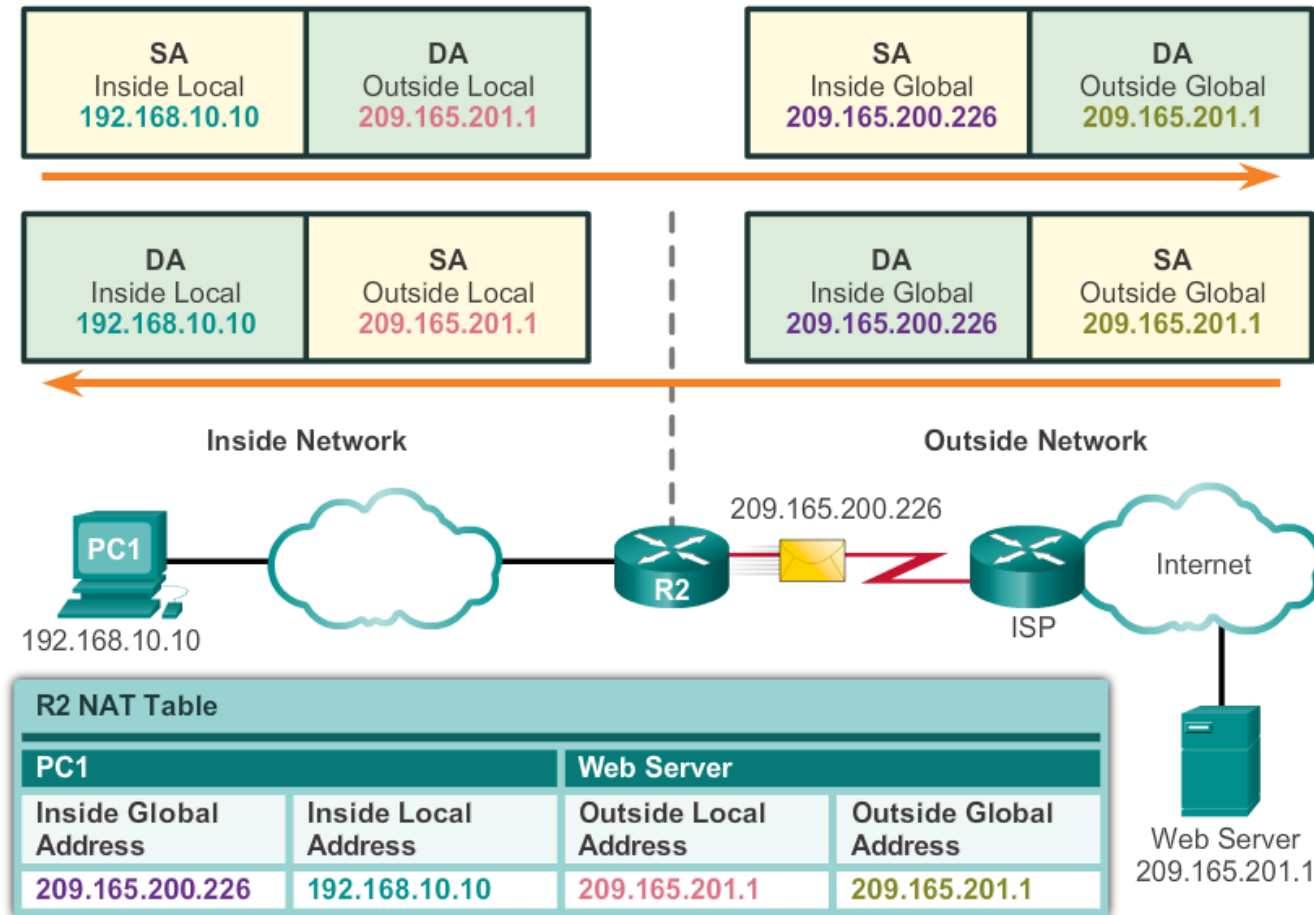 SA
Inside Local
192.168.10.10
DA
Outside Local
209.165.201.1
SA
Inside Global
209.165.200.226
DA
Outside Global
209.165.201.1
DA
Inside Local
192.168.10.10
SA
Outside Local
209.165.201.1
DA
Inside Global
209.165.200.226
SA
Outside Global
209.165.201.1
Inside Network
Outside Network
209.165.200.226
PC1
R2
Internet
192.168.10.10
ISP
R2 NAT Table
PC1
Web Server
Inside Global
Address
Inside Local
Address
Outside Local
Address
Outside Global
Address
209.165.200.226
192.168.10.10
209.165.201.1
209.165.201.1
Web Server
209.165.201.1